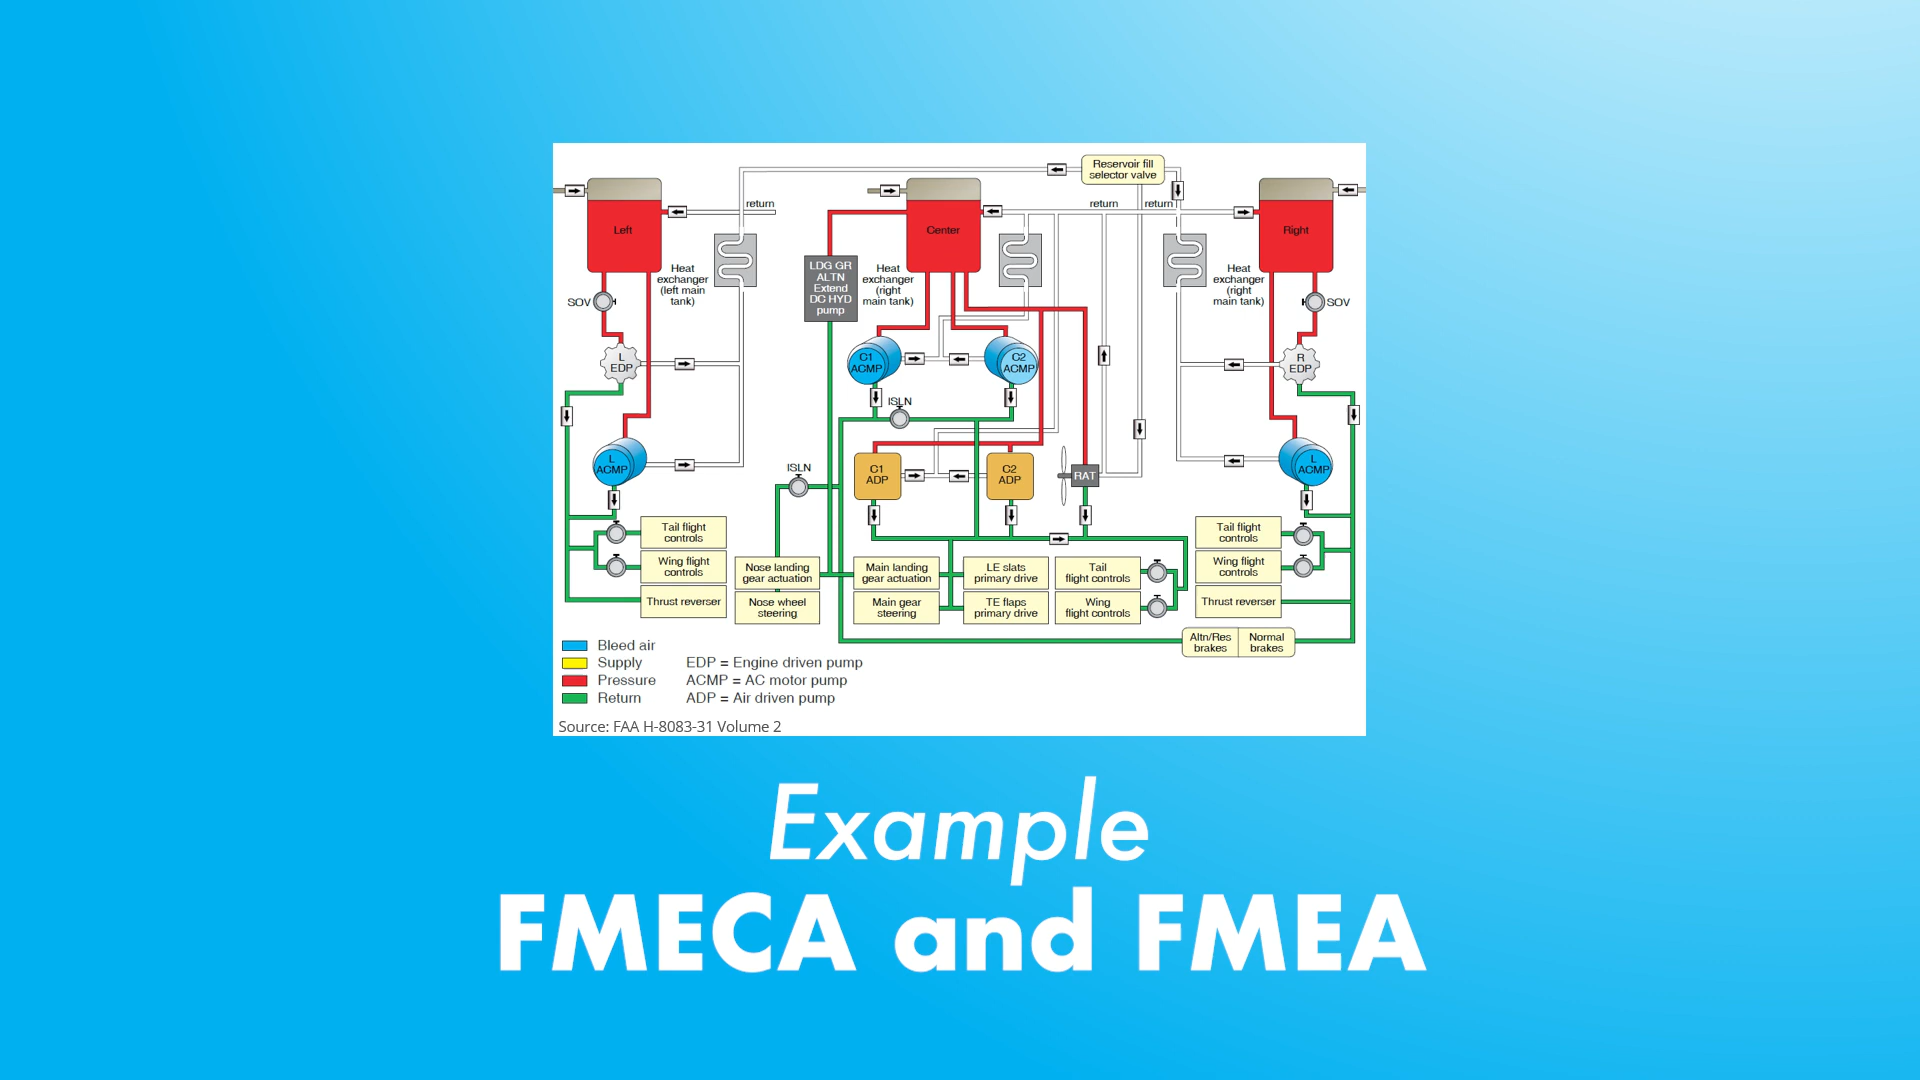 Reservoir fill
selector valve
return
return
return
Left
Center
Right
Heat
exchanger
(left main
tank)
LDG GR
ALTN
Extend
DC HYD
pump
Heat
exchanger
(right
main tank)
Heat
exchanger
(right
main tank)
SOV
SOV
L
EDP
C1
ACMP
C2
ACMP
R
EDP
ISLN
L
ACMP
ISLN
C1
ADP
C2
ADP
RAT
L
ACMP
Tail flight
controls
Wing flight
controls
Thrust reverser
Nose landing
gear actuation
Nose wheel
steering
Main landing
gear actuation
Main gear
steering
LE slats
primary drive
TE flaps
primary drive
Tail
flight controls
Wing
flight controls
Tail flight
controls
Wing flight
controls
Thrust reverser
Altn/Res
brakes
Normal
brakes
Bleed air
Supply
Pressure
Return
EDP = Engine driven pump
ACMP = AC motor pump
ADP = Air driven pump
Source: FAA H-8083-31 Volume 2
Example
FMECA and FMEA